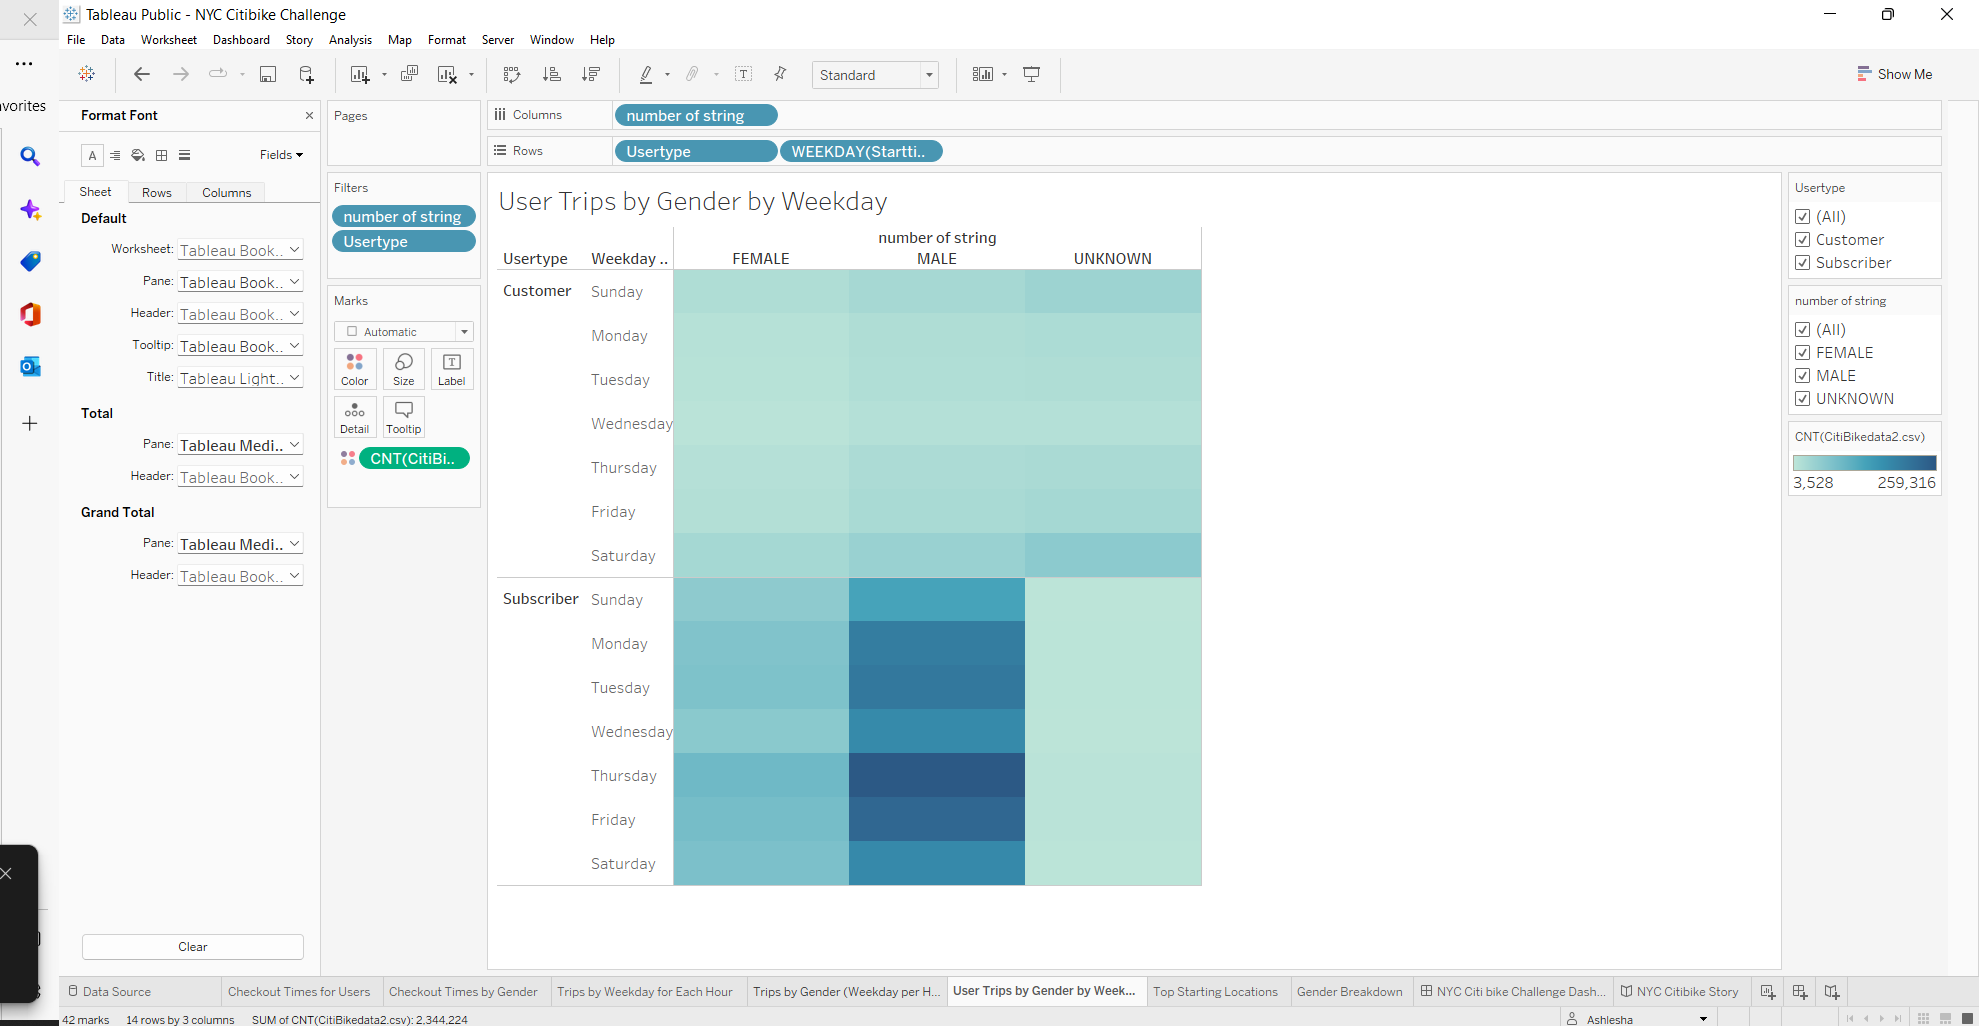 Tableau Public - NYC Citibike Challenge
File Data Worksheet Dashboard Story Analysis Map Format Server Window Help
Standard
Show Me
vorites
Format Font
Fields
Sheet Rows Columns
Default
Worksheet: Tableau Book..
Pane: Tableau Book..
Header: Tableau Book..
Tooltip: Tableau Book..
Title: Tableau Light..
Total
Pane: Tableau Medi..
Header: Tableau Book..
Grand Total
Pane: Tableau Medi..
Header: Tableau Book..
Clear
Pages
Filters
number of string
Usertype
Marks
Automatic
Color Size Label
Detail Tooltip
CNT(CitiBi..
Columns number of string
Rows Usertype WEEKDAY(Startti..
User Trips by Gender by Weekday
number of string
Usertype Weekday .. FEMALE MALE UNKNOWN
Customer Sunday
Monday
Tuesday
Wednesday
Thursday
Friday
Saturday
Subscriber Sunday
Monday
Tuesday
Wednesday
Thursday
Friday
Saturday
Usertype
(All)
Customer
Subscriber
number of string
(All)
FEMALE
MALE
UNKNOWN
CNT(CitiBikedata2.csv)
3,528 259,316
Data Source Checkout Times for Users Checkout Times by Gender Trips by Weekday for Each Hour Trips by Gender (Weekday per H... User Trips by Gender by Week... Top Starting Locations Gender Breakdown NYC Citi bike Challenge Dash... NYC Citibike Story
42 marks 14 rows by 3 columns SUM of CNT(CitiBikedata2.csv): 2,344,224 Ashlesha